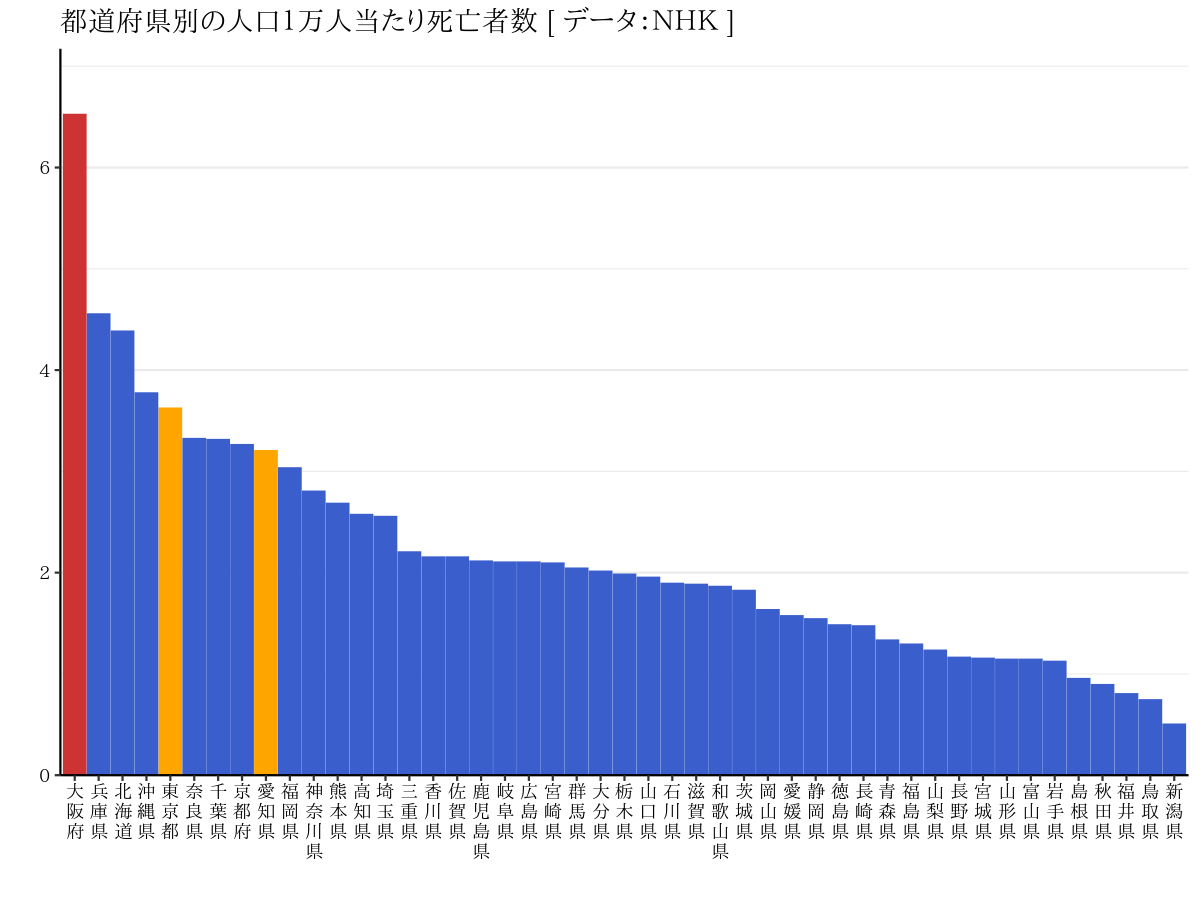 都道府県別の人口1万人当たり死亡者数 [ データ:NHK ]
6
4
2
0
大阪府
兵庫県
北海道
沖縄県
東京都
奈良県
千葉県
京都府
愛知県
福岡県
神奈川県
熊本県
高知県
埼玉県
三重県
香川県
佐賀県
鹿児島県
岐阜県
広島県
宮崎県
群馬県
大分県
栃木県
山口県
石川県
滋賀県
和歌山県
茨城県
岡山県
愛媛県
静岡県
徳島県
長崎県
青森県
福島県
山梨県
長野県
宮城県
山形県
富山県
岩手県
島根県
秋田県
福井県
鳥取県
新潟県